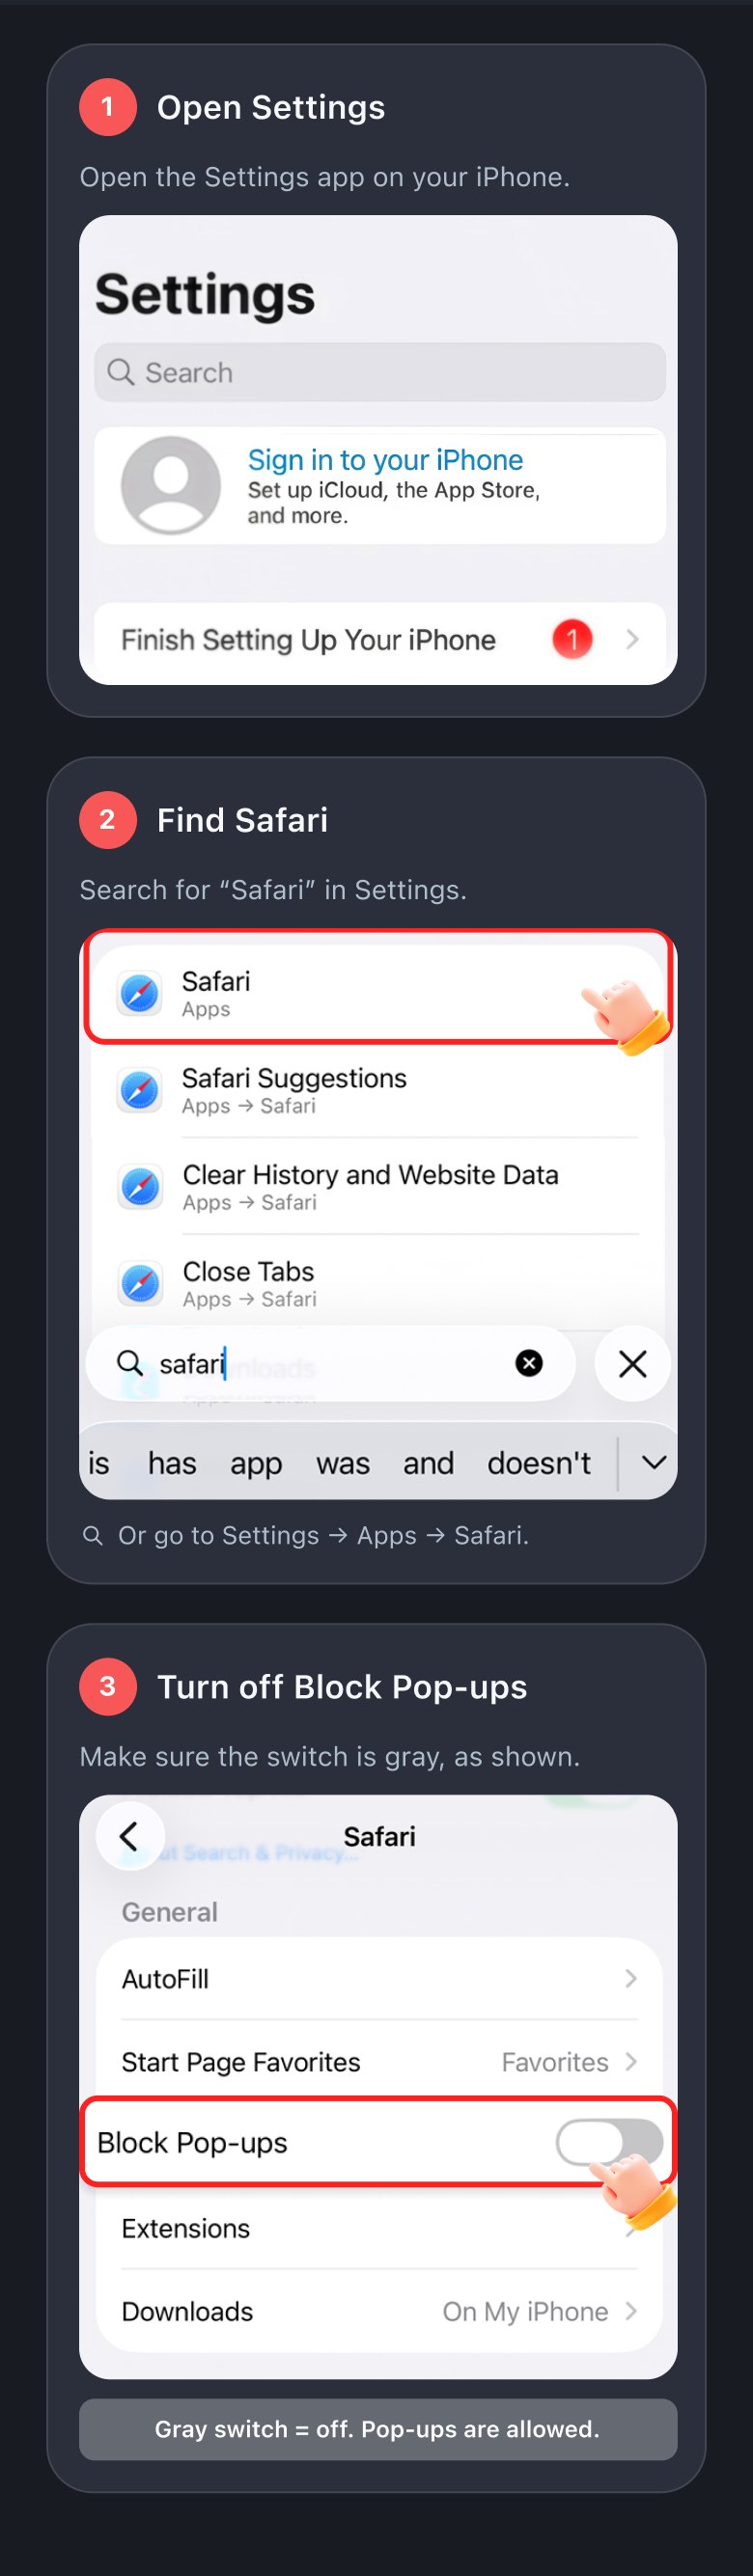 1 Open Settings
Open the Settings app on your iPhone.
Settings
Search
Sign in to your iPhone
Set up iCloud, the App Store,
and more.
Finish Setting Up Your iPhone 1
2 Find Safari
Search for “Safari” in Settings.
Safari
Apps
Safari Suggestions
Apps → Safari
Clear History and Website Data
Apps → Safari
Close Tabs
Apps → Safari
safari
is has app was and doesn't
Or go to Settings → Apps → Safari.
3 Turn off Block Pop-ups
Make sure the switch is gray, as shown.
Safari
Search & Privacy...
General
AutoFill
Start Page Favorites Favorites
Block Pop-ups
Extensions
Downloads On My iPhone
Gray switch = off. Pop-ups are allowed.